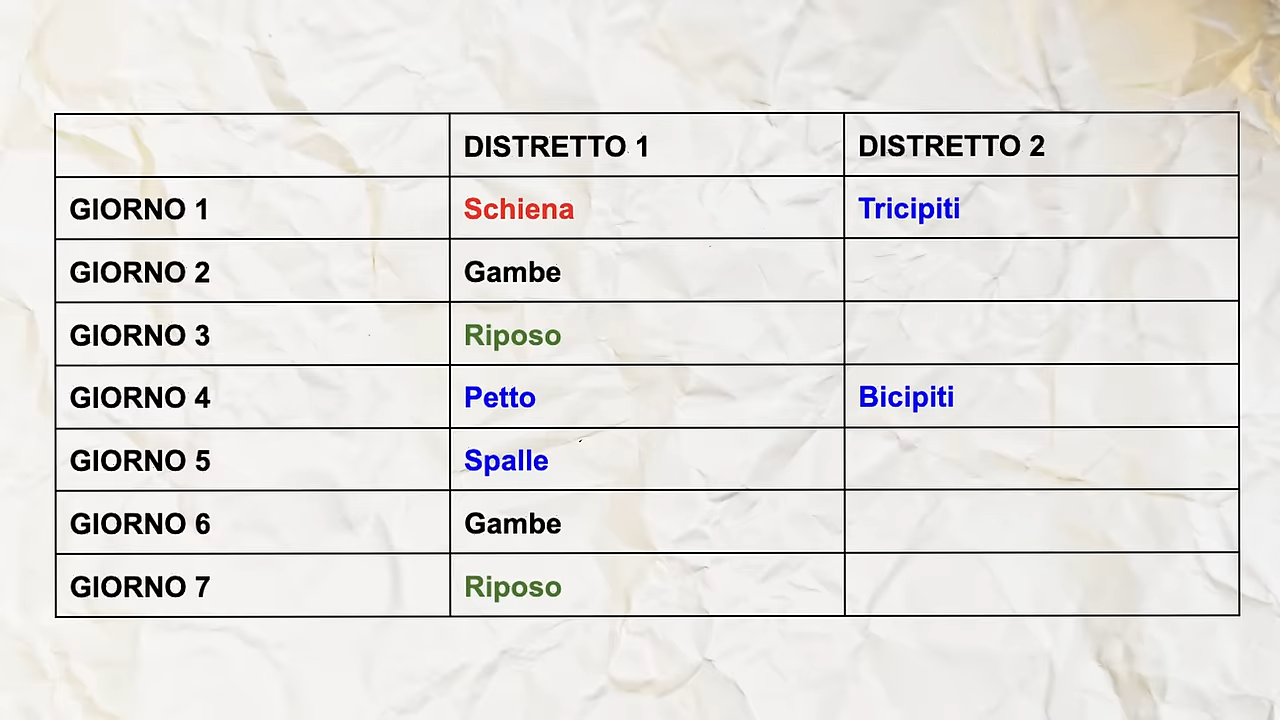 DISTRETTO 1 DISTRETTO 2
GIORNO 1 Schiena Tricipiti
GIORNO 2 Gambe
GIORNO 3 Riposo
GIORNO 4 Petto Bicipiti
GIORNO 5 Spalle
GIORNO 6 Gambe
GIORNO 7 Riposo